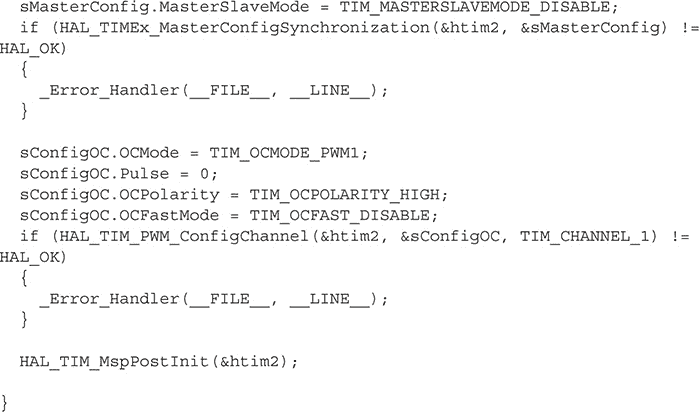 sMasterConfig.MasterSlaveMode = TIM_MASTERSLAVEMODE_DISABLE;
if (HAL_TIMEx_MasterConfigSynchronization(&htim2, &sMasterConfig) !=
HAL_OK)
{
_Error_Handler(__FILE__, __LINE__);
}
sConfigOC.OCMode = TIM_OCMODE_PWM1;
sConfigOC.Pulse = 0;
sConfigOC.OCPolarity = TIM_OCPOLARITY_HIGH;
sConfigOC.OCFastMode = TIM_OCFAST_DISABLE;
if (HAL_TIM_PWM_ConfigChannel(&htim2, &sConfigOC, TIM_CHANNEL_1) !=
HAL_OK)
{
_Error_Handler(__FILE__, __LINE__);
}
HAL_TIM_MspPostInit(&htim2);
}